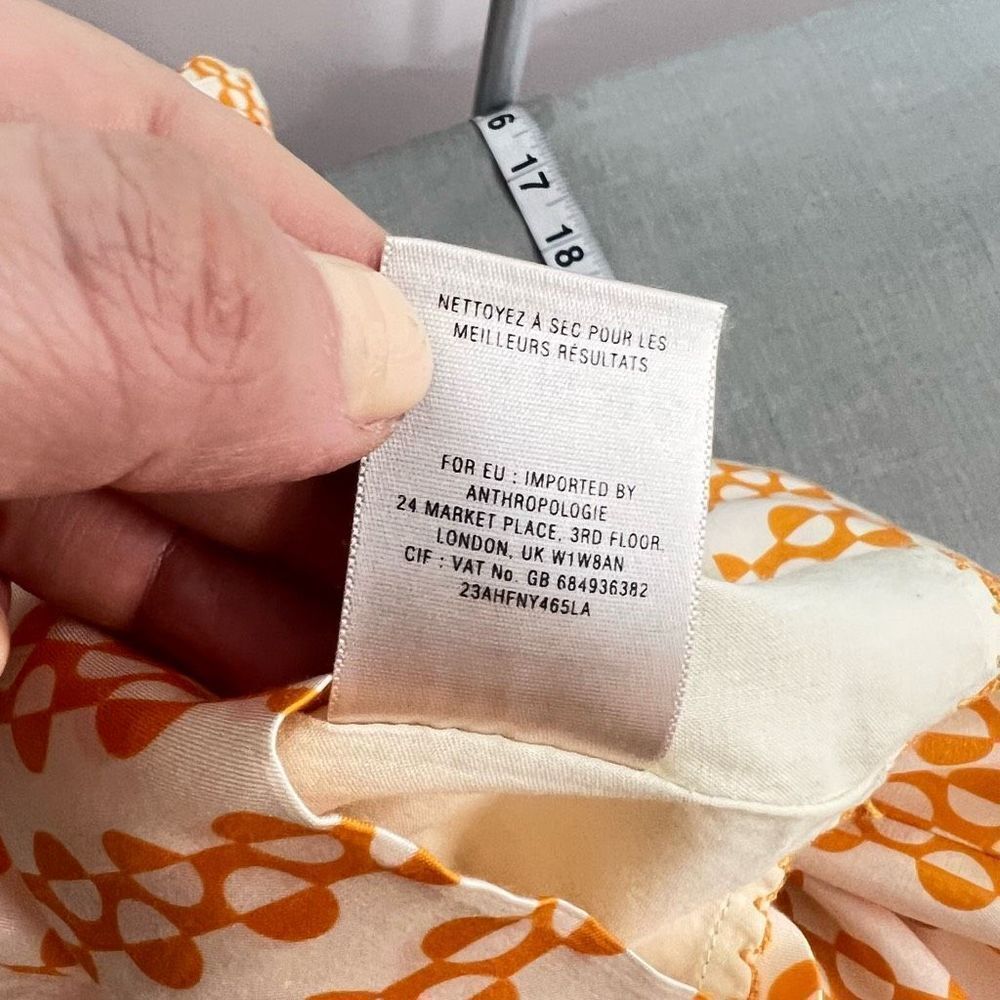 6
17
18
NETTOYEZ À SEC POUR LES
MEILLEURS RÉSULTATS
FOR EU : IMPORTED BY
ANTHROPOLOGIE
24 MARKET PLACE, 3RD FLOOR,
LONDON, UK W1W8AN
CIF : VAT No. GB 684936382
23AHFNY465LA